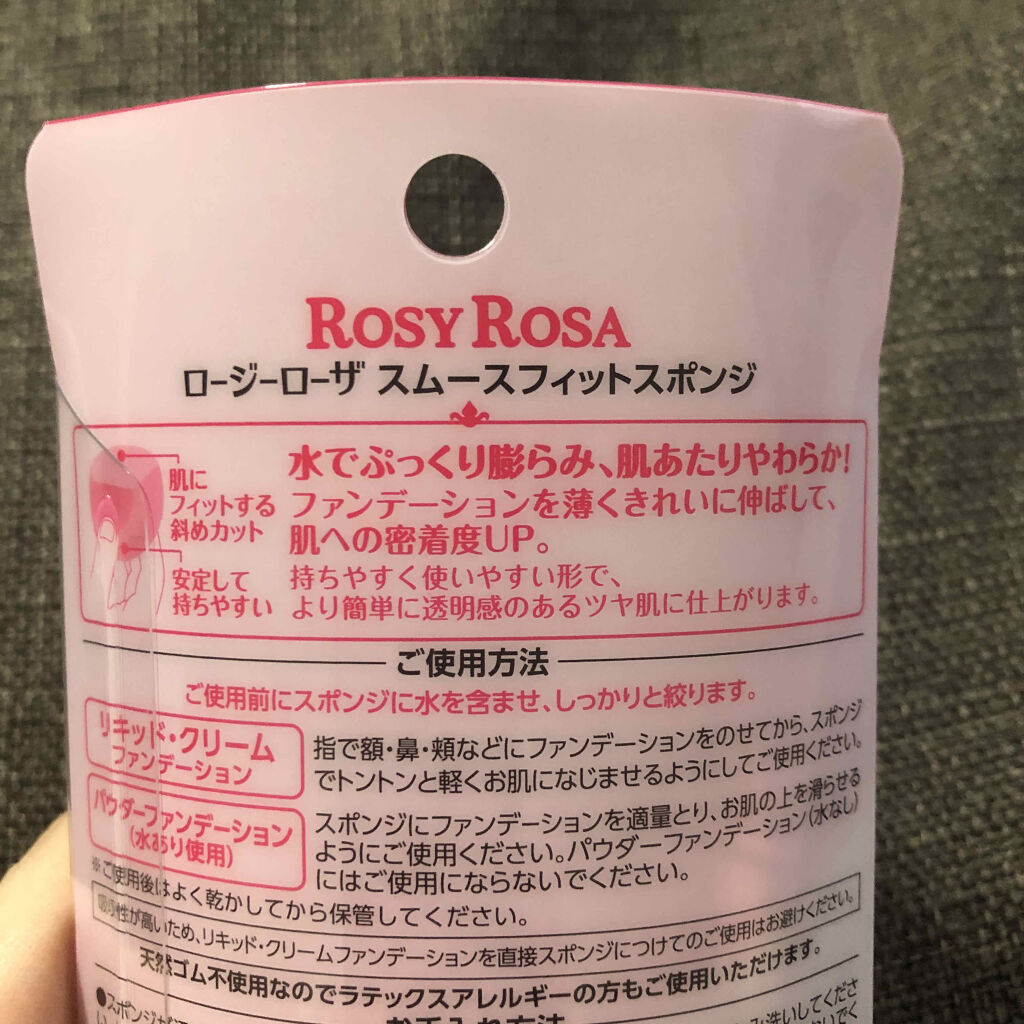 ROSY ROSA
ロージーローザ スムースフィットスポンジ
肌に
フィットする
斜めカット
安定して
持ちやすい
水でぷっくり膨らみ、肌あたりやわらか!
ファンデーションを薄くきれいに伸ばして、
肌への密着度UP。
持ちやすく使いやすい形で、
より簡単に透明感のあるツヤ肌に仕上がります。
ご使用方法
ご使用前にスポンジに水を含ませ、しっかりと絞ります。
リキッド・クリーム
ファンデーション
指で額・鼻・頬などにファンデーションをのせてから、スポンジ
でトントンと軽くお肌になじませるようにしてご使用ください。
パウダーファンデーション
(水あり使用)
スポンジにファンデーションを適量とり、お肌の上を滑らせる
ようにご使用ください。パウダーファンデーション(水なし)
にはご使用にならないでください。
※ご使用後はよく乾かしてから保管してください。
吸収性が高いため、リキッド・クリームファンデーションを直接スポンジにつけてのご使用はお避けください。
天然ゴム不使用なのでラテックスアレルギーの方もご使用いただけます。
お手入れ方法
●スポンジが
み洗いしてくださ